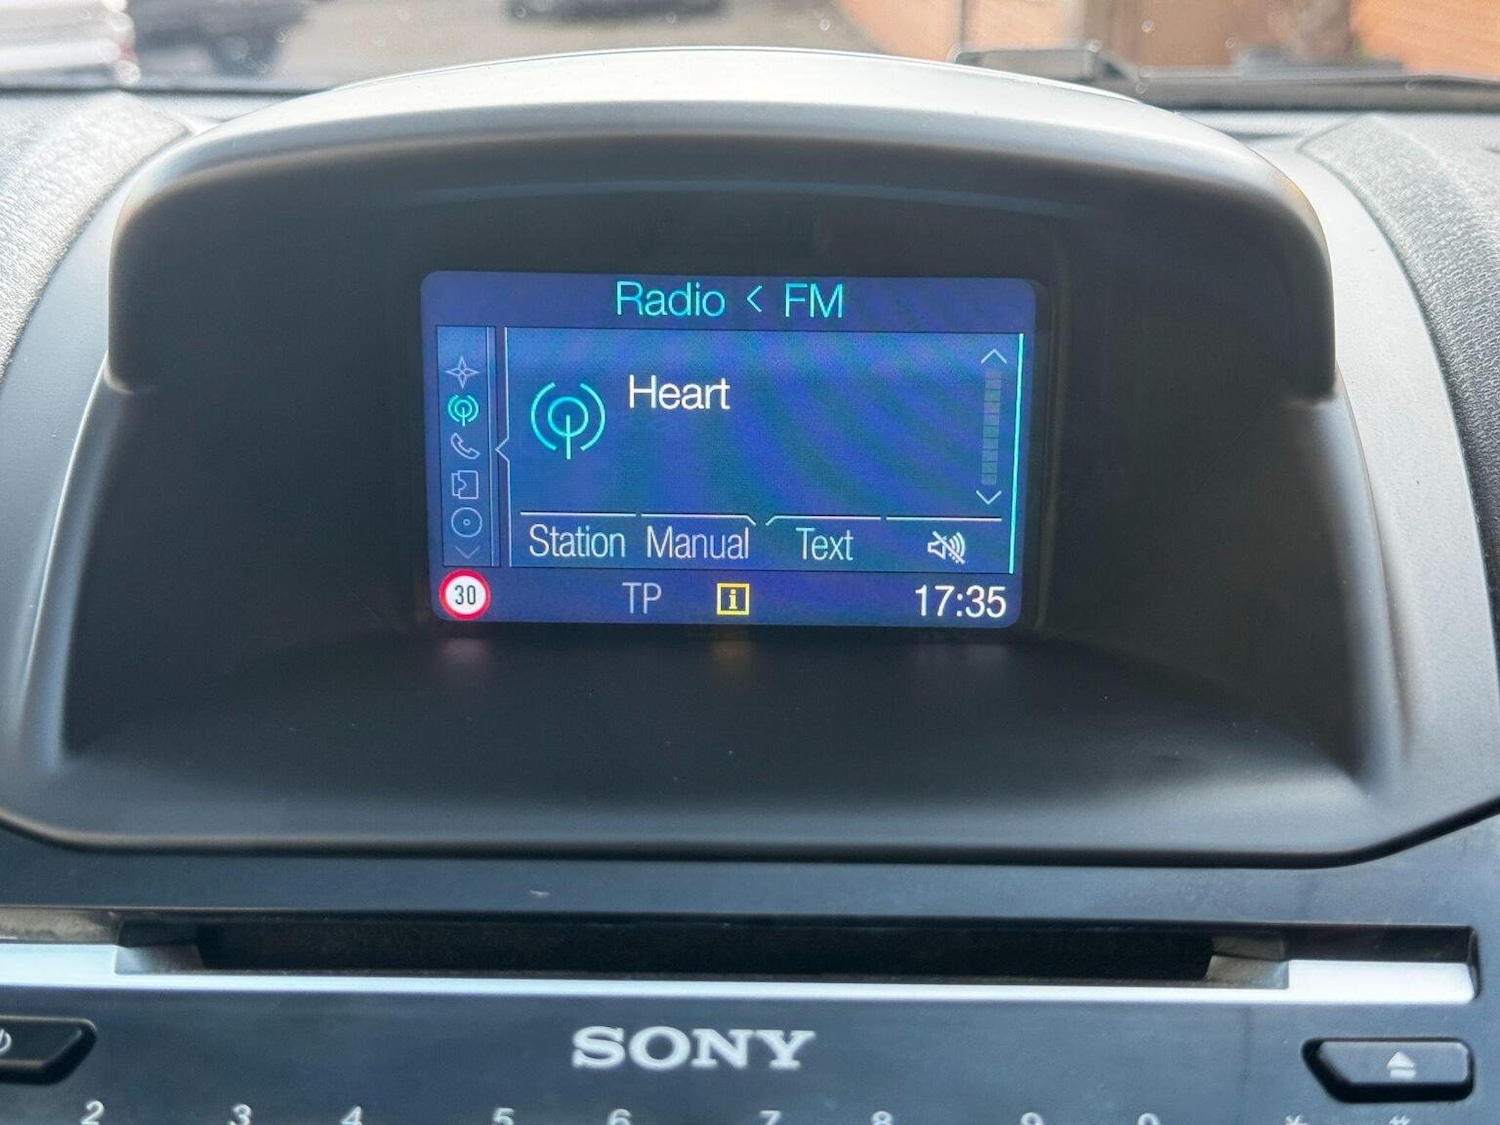 Radio < FM
Heart
Station Manual Text
30 TP i 17:35
SONY
2 3 4 5 6 7 8 9 0 * #